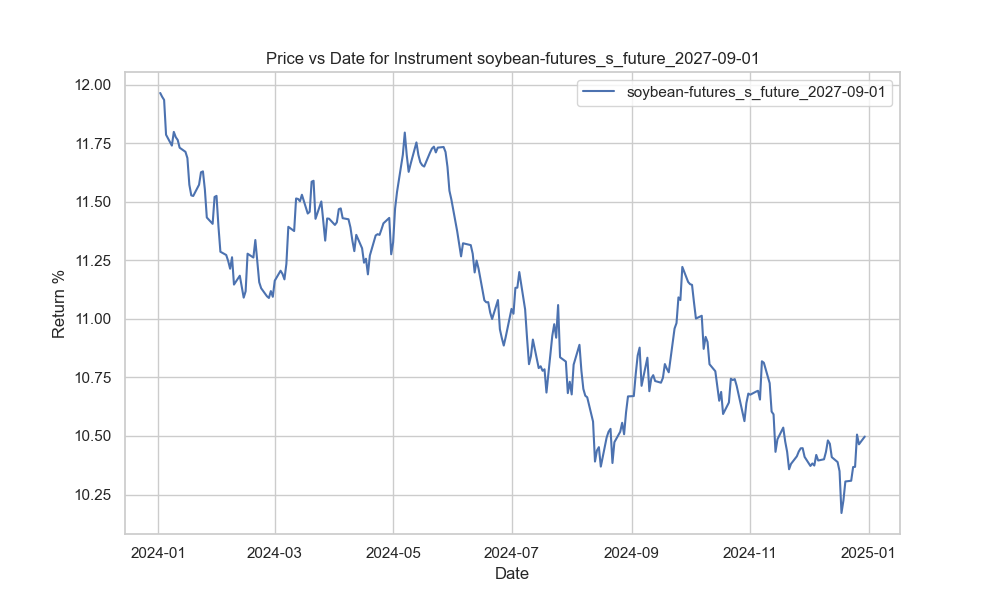 Price vs Date for Instrument soybean-futures_s_future_2027-09-01
soybean-futures_s_future_2027-09-01
12.00
11.75
11.50
11.25
11.00
10.75
10.50
10.25
Return %
2024-01 2024-03 2024-05 2024-07 2024-09 2024-11 2025-01
Date